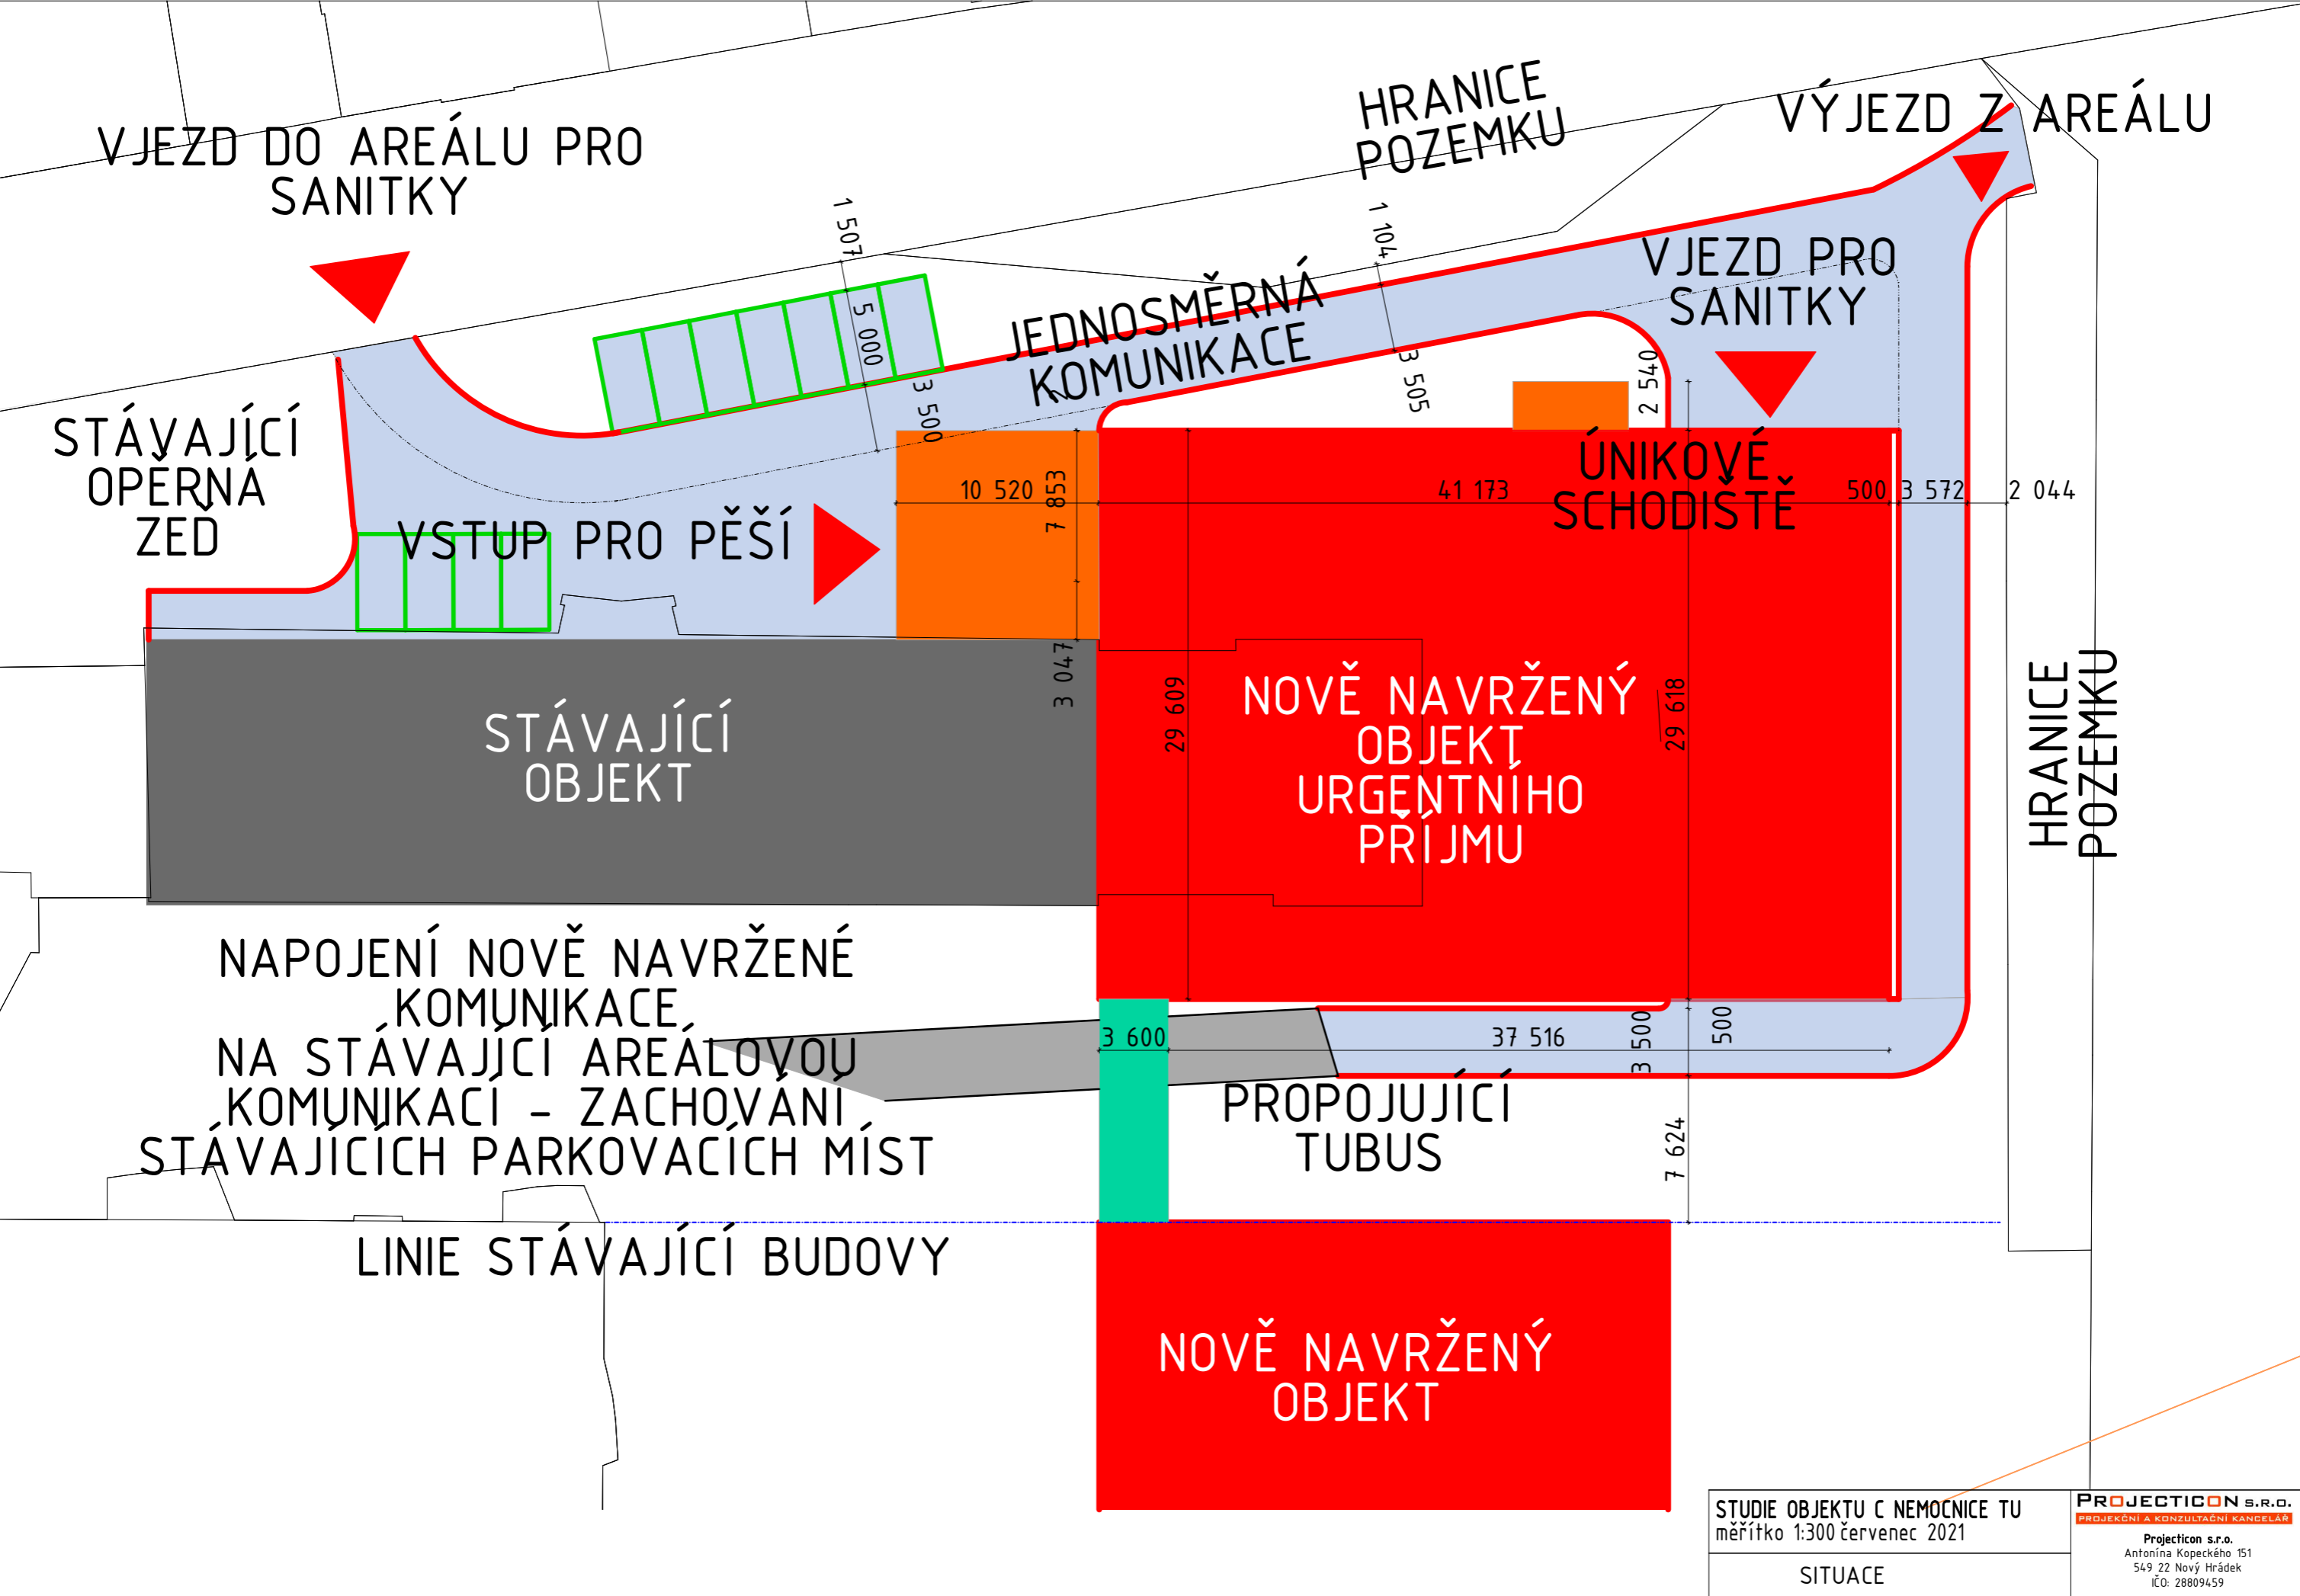 HRANICE
POZEMKU
VJEZD DO AREÁLU PRO
SANITKY
VÝJEZD Z AREÁLU
1 507
1 104
VJEZD PRO
SANITKY
JEDNOSMĚRNÁ
KOMUNIKACE
5 000
3 500
3 505
2 540
STÁVAJÍCÍ
OPĚRNÁ
ZEĎ
VSTUP PRO PĚŠÍ
ÚNIKOVÉ
SCHODIŠTĚ
10 520
7 853
41 173
500
3 572
2 044
3 047
29 609
29 618
STÁVAJÍCÍ
OBJEKT
NOVĚ NAVRŽENÝ
OBJEKT
URGENTNÍHO
PŘÍJMU
HRANICE
POZEMKU
NAPOJENÍ NOVĚ NAVRŽENÉ
KOMUNIKACE
NA STÁVAJÍCÍ AREÁLOVOU
KOMUNIKACÍ - ZACHOVÁNÍ
STÁVAJÍCÍCH PARKOVACÍCH MÍST
3 600
37 516
3 500
500
PROPOJUJÍCÍ
TUBUS
7 624
LINIE STÁVAJÍCÍ BUDOVY
NOVĚ NAVRŽENÝ
OBJEKT
STUDIE OBJEKTU C NEMOCNICE TU
měřítko 1:300 červenec 2021
SITUACE
PROJECTICON S.R.O.
PROJEKČNÍ A KONZULTAČNÍ KANCELÁŘ
Projecticon s.r.o.
Antonína Kopeckého 151
549 22 Nový Hrádek
IČO: 28809459